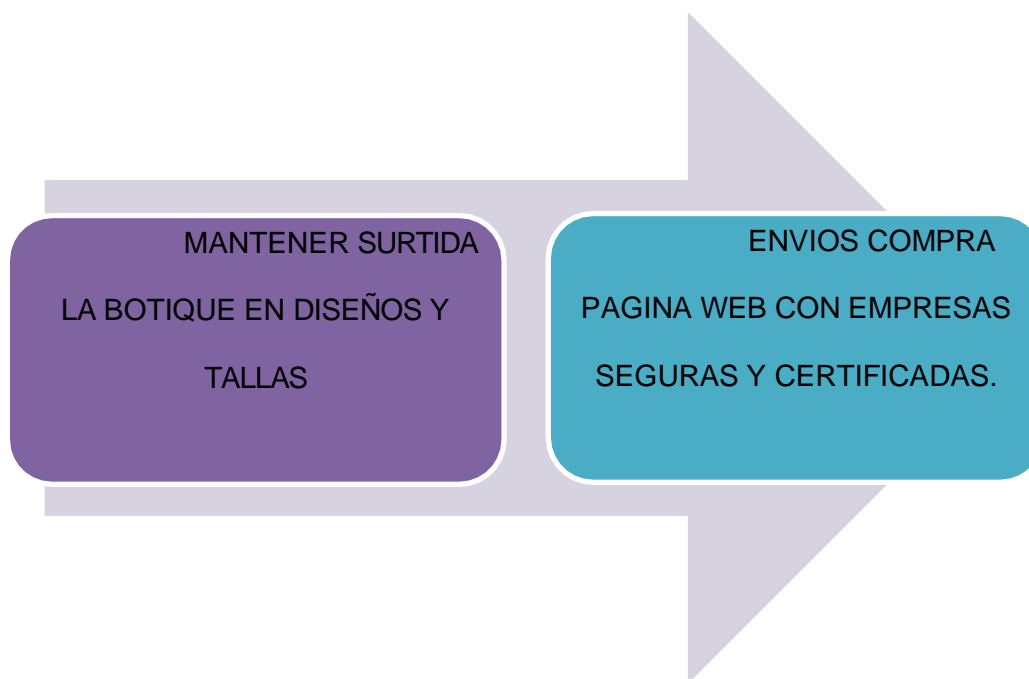 MANTENER SURTIDA
LA BOTIQUE EN DISEÑOS Y
TALLAS
ENVIOS COMPRA
PAGINA WEB CON EMPRESAS
SEGURAS Y CERTIFICADAS.